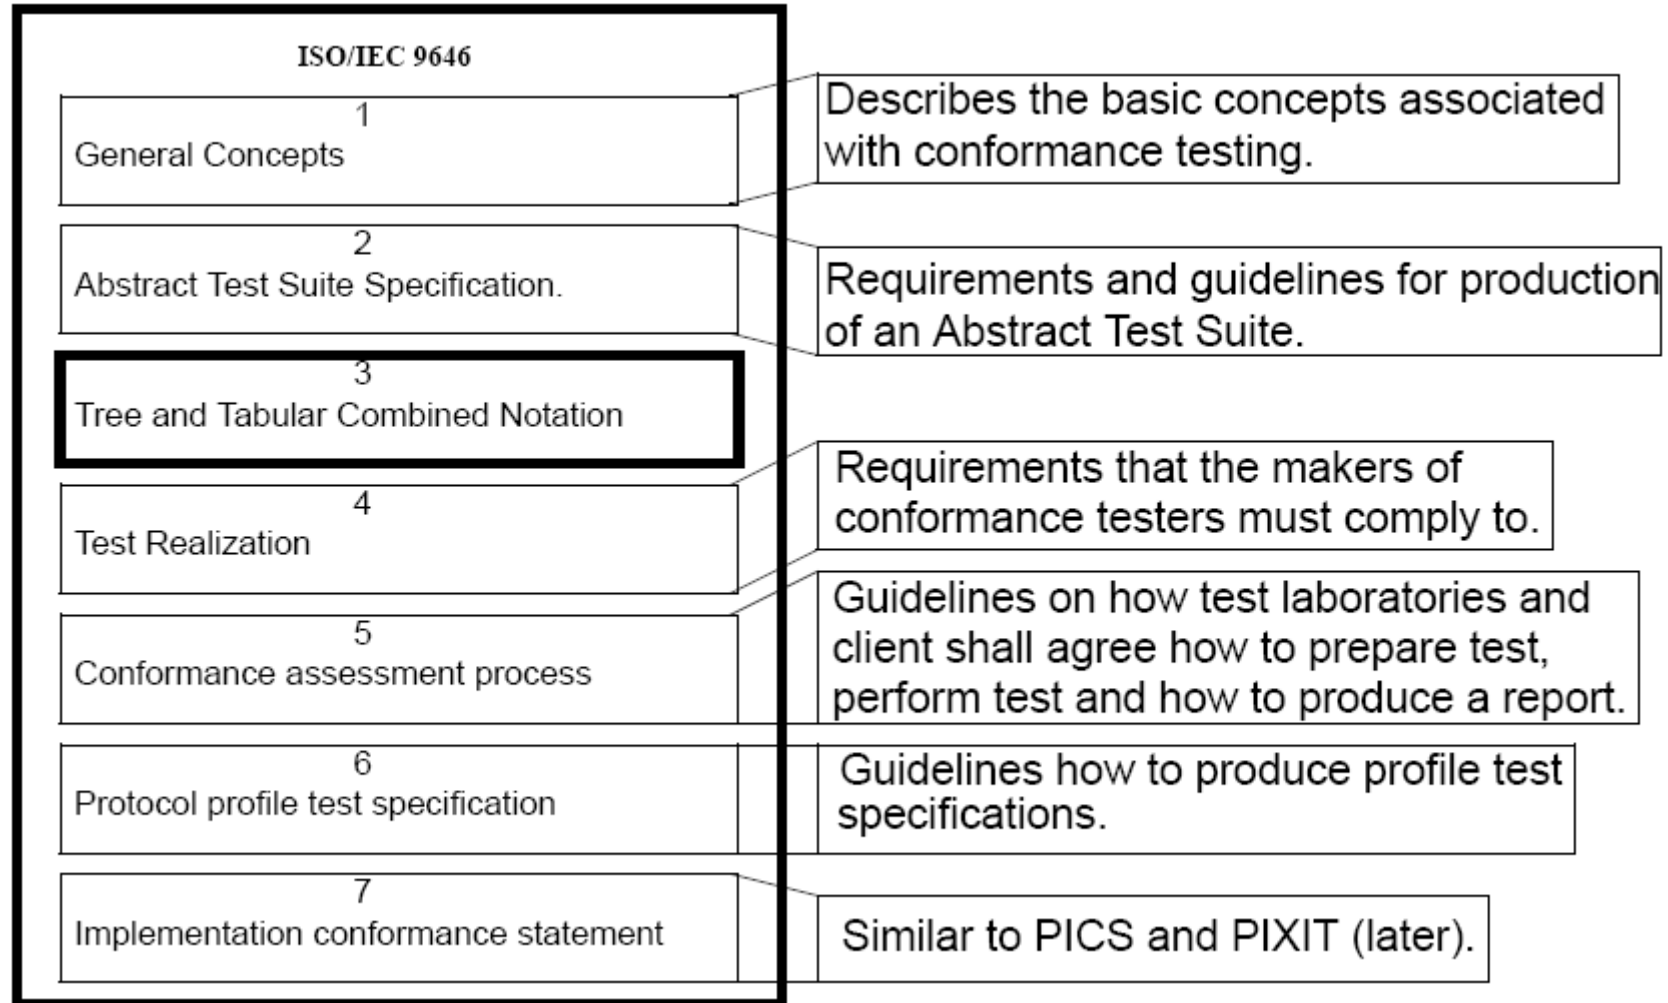 ISO/IEC 9646
1
General Concepts
Describes the basic concepts associated
with conformance testing.
2
Abstract Test Suite Specification.
Requirements and guidelines for production
of an Abstract Test Suite.
3
Tree and Tabular Combined Notation
4
Test Realization
Requirements that the makers of
conformance testers must comply to.
5
Conformance assessment process
Guidelines on how test laboratories and
client shall agree how to prepare test,
perform test and how to produce a report.
6
Protocol profile test specification
Guidelines how to produce profile test
specifications.
7
Implementation conformance statement
Similar to PICS and PIXIT (later).